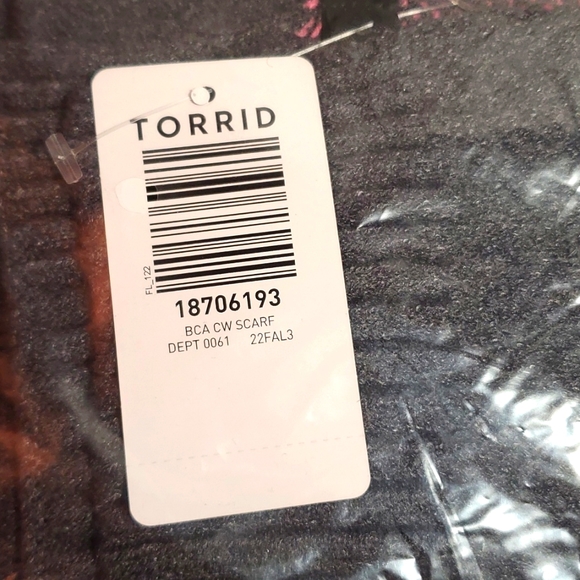 TORRID
FL_122
18706193
BCA CW SCARF
DEPT 0061 22FAL3